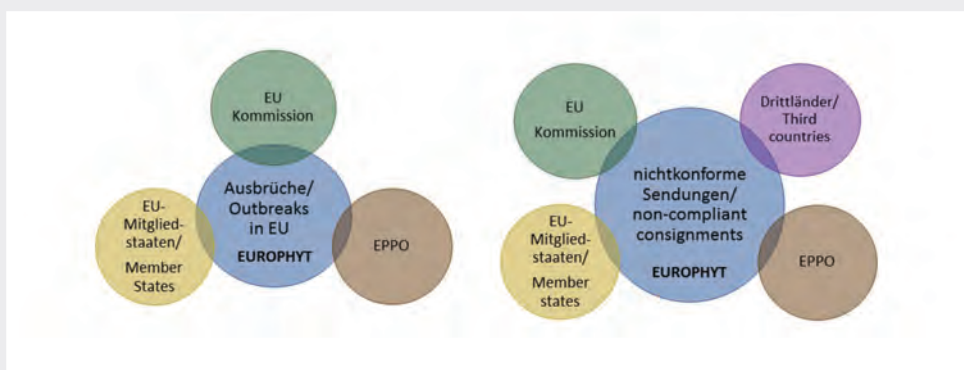 EU
Kommission
Ausbrüche/
Outbreaks
in EU
EUROPHYT
EU-
Mitglied-
staaten/
Member
States
EPPO
EU
Kommission
Drittländer/
Third
countries
nichtkonforme
Sendungen/
non-compliant
consignments
EUROPHYT
EU-
Mitglied-
staaten/
Member
states
EPPO